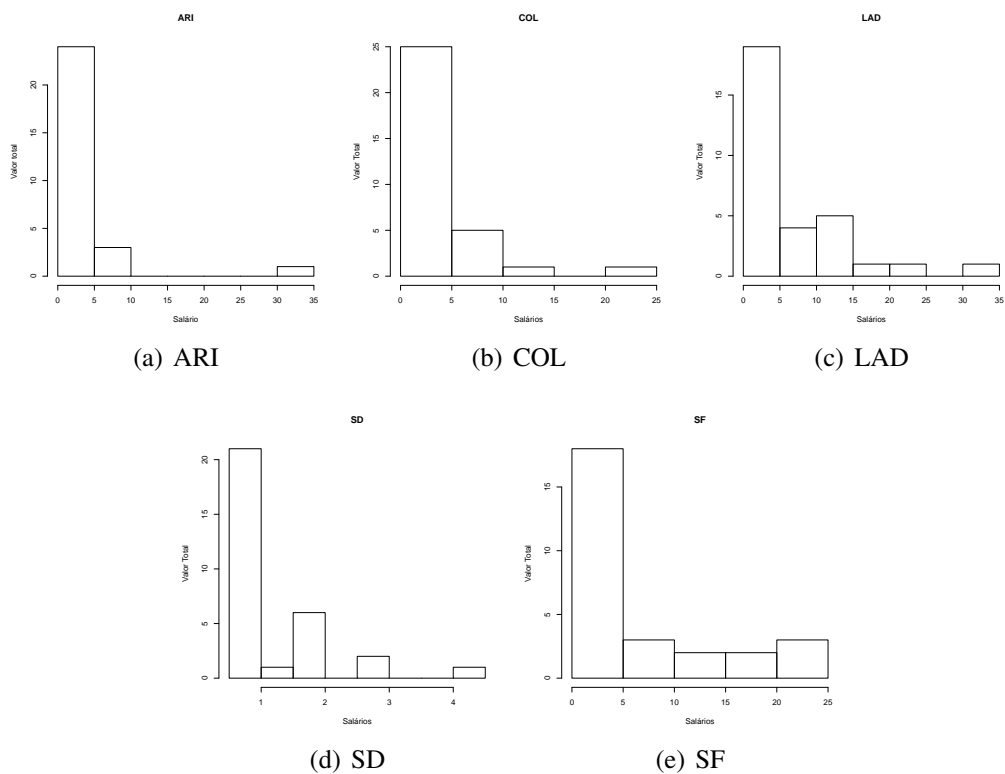 ARI
Valor total
0 5 10 15 20
0 5 10 15 20 25 30 35
Salário
(a) ARI
COL
Valor Total
0 5 10 15 20 25
0 5 10 15 20 25
Salários
(b) COL
LAD
Valor Total
0 5 10 15
0 5 10 15 20 25 30 35
Salários
(c) LAD
SD
Valor Total
0 5 10 15 20
1 2 3 4
Salários
(d) SD
SF
Valor Total
0 5 10 15
0 5 10 15 20 25
Salários
(e) SF